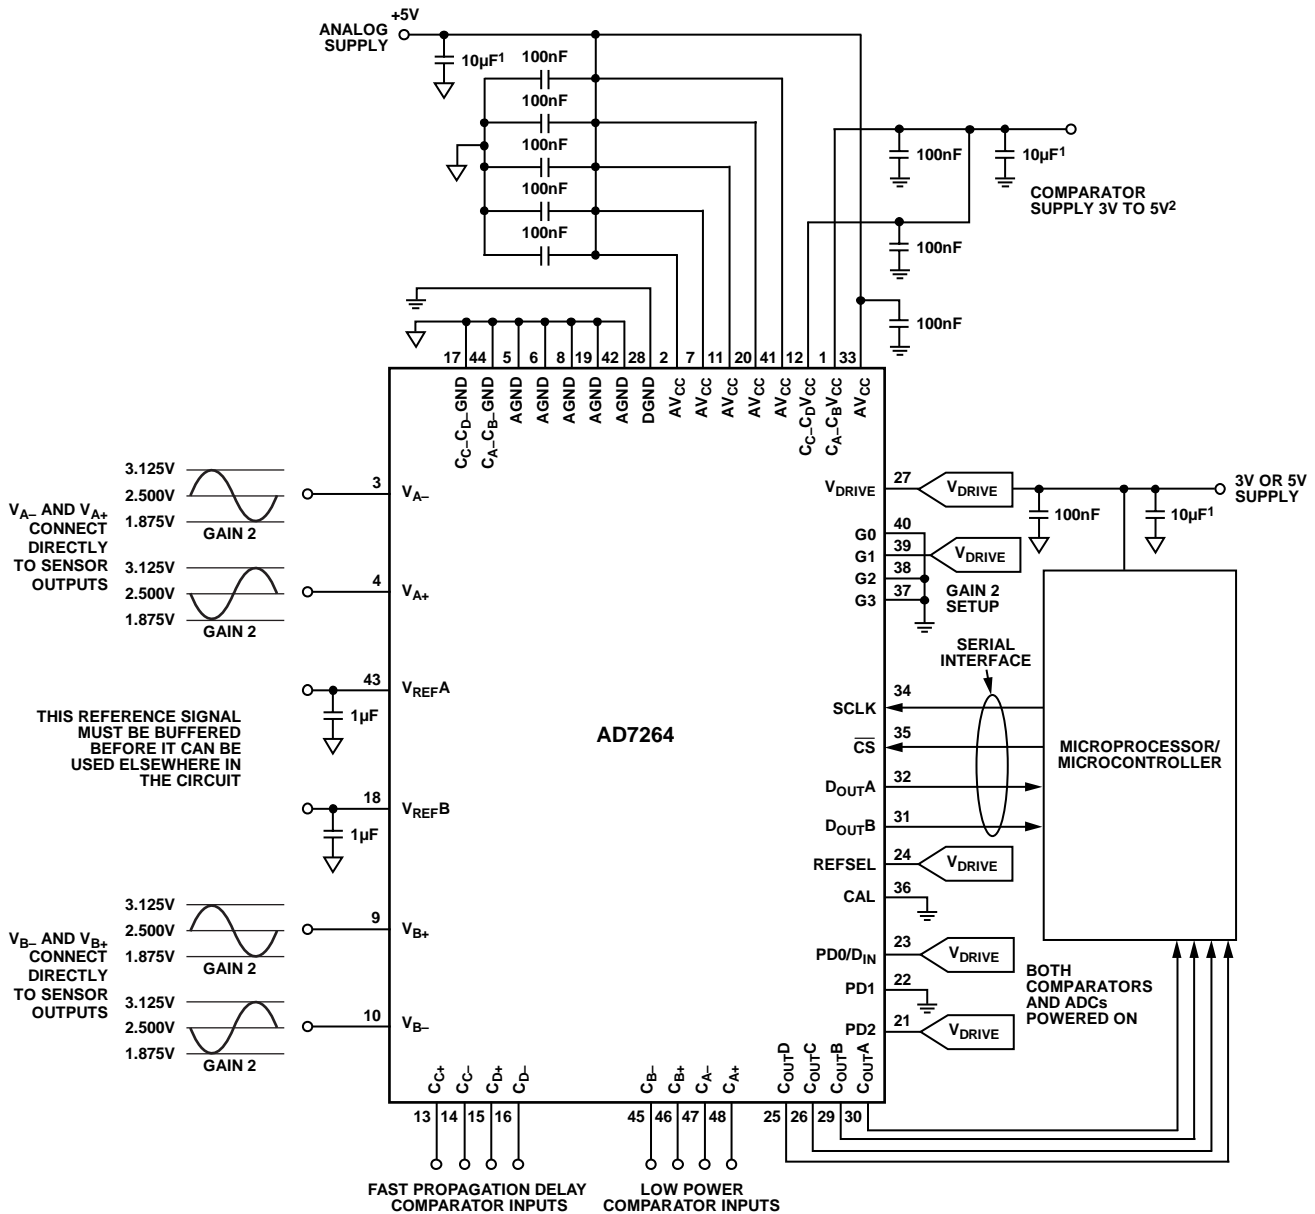 +5V
ANALOG
SUPPLY
10µF1
100nF
100nF
100nF
100nF
100nF
100nF
10µF1
COMPARATOR
SUPPLY 3V TO 5V2
100nF
100nF
17 44 5 6 8 19 42 28 2 7 11 20 41 12 1 33
CC_CD_GND
CA_CB_GND
AGND
AGND
AGND
AGND
AGND
DGND
AVCC
AVCC
AVCC
AVCC
AVCC
CC_CDVCC
CA_CBVCC
AVCC
3.125V
2.500V
1.875V
GAIN 2
VA– AND VA+
CONNECT
DIRECTLY
TO SENSOR
OUTPUTS
3.125V
2.500V
1.875V
GAIN 2
3
VA–
4
VA+
43
VREFA
1µF
THIS REFERENCE SIGNAL
MUST BE BUFFERED
BEFORE IT CAN BE
USED ELSEWHERE IN
THE CIRCUIT
18
VREFB
1µF
AD7264
3.125V
2.500V
1.875V
GAIN 2
VB– AND VB+
CONNECT
DIRECTLY
TO SENSOR
OUTPUTS
3.125V
2.500V
1.875V
GAIN 2
9
VB+
10
VB–
VDRIVE
27
VDRIVE
3V OR 5V
SUPPLY
100nF
10µF1
G0
40
G1
39
VDRIVE
G2
38
G3
37
GAIN 2
SETUP
SERIAL
INTERFACE
SCLK
34
CS
35
DOUTA
32
DOUTB
31
MICROPROCESSOR/
MICROCONTROLLER
REFSEL
24
VDRIVE
CAL
36
PD0/DIN
23
VDRIVE
PD1
22
PD2
21
VDRIVE
BOTH
COMPARATORS
AND ADCs
POWERED ON
CC+
CC–
CD+
CD–
CB–
CB+
CA–
CA+
COUTD
COUTC
COUTB
COUTA
13 14 15 16 45 46 47 48 25 26 29 30
FAST PROPAGATION DELAY
COMPARATOR INPUTS
LOW POWER
COMPARATOR INPUTS